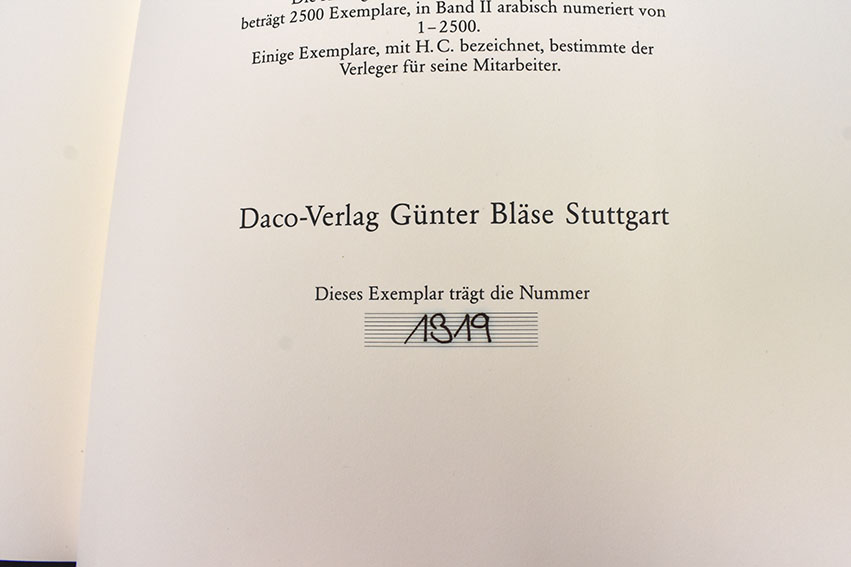 beträgt 2500 Exemplare, in Band II arabisch numeriert von
1–2500.
Einige Exemplare, mit H. C. bezeichnet, bestimmte der
Verleger für seine Mitarbeiter.
Daco-Verlag Günter Bläse Stuttgart
Dieses Exemplar trägt die Nummer
1319